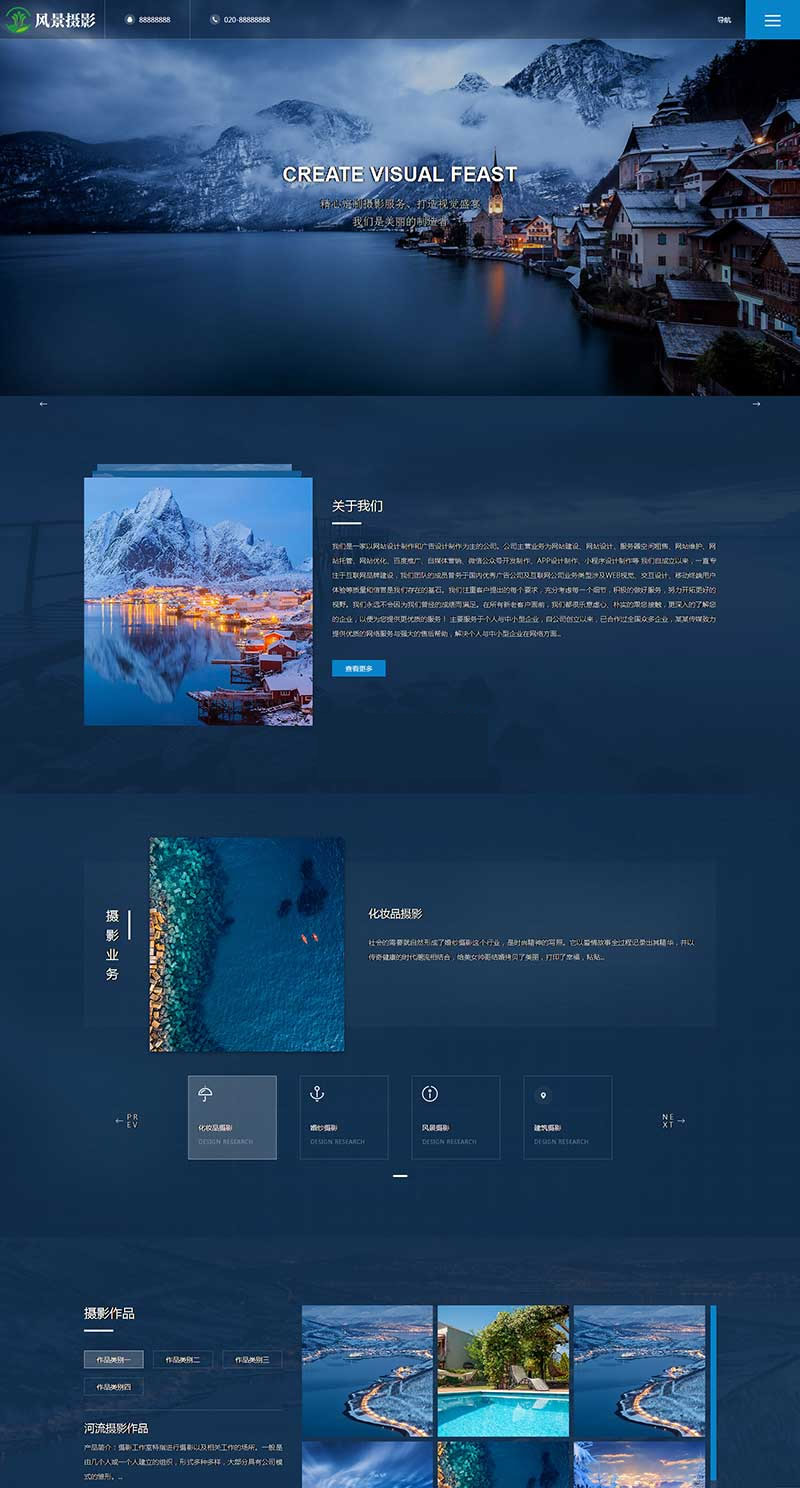 风景摄影
88888888
020-88888888
导航
CREATE VISUAL FEAST
精心定制摄影服务、打造视觉盛宴
我们是美丽的制造者
←
→
关于我们
我们是一家以网站设计制作和广告设计制作为主的公司。公司主营业务为网站建设、网站设计、服务器空间租售、网站维护、网
站托管、网站优化、百度推广、自媒体营销、微信公众号开发制作、APP设计制作、小程序设计制作等 我们自成立以来，一直专
注于互联网品牌建设，我们团队的成员曾务于国内优秀广告公司及互联网公司业务类型涉及WEB视觉、交互设计、移动终端用户
体验等质量和信誉是我们存在的基石。我们注重客户提出的每个要求，充分考虑每一个细节，积极的做好服务，努力开拓更好的
视野。我们永远不会因为我们曾经的成绩而满足。在所有新老客户面前，我们都很乐意虚心、朴实的跟您接触，更深入的了解您
的企业，以便为您提供更优质的服务！ 主要服务于个人与中小型企业，自公司创立以来，已合作过全国众多企业，某某传媒致力
提供优质的网络服务与强大的售后帮助，解决个人与中小型企业在网络方面...
查看更多
摄影业务
化妆品摄影
社会的需要就自然形成了婚纱摄影这个行业，是时尚精神的写照。它以爱情故事全过程记录出其精华，并以
传奇健康的时代潮流相结合，给美女帅哥结婚拷贝了美丽，打印了幸福，粘贴...
← PREV
化妆品摄影
DESIGN RESEARCH
婚纱摄影
DESIGN RESEARCH
风景摄影
DESIGN RESEARCH
建筑摄影
DESIGN RESEARCH
NEXT →
摄影作品
作品类别一 作品类别二 作品类别三
作品类别四
河流摄影作品
产品简介：摄影工作室特指进行摄影以及相关工作的场所。一般是
由几个人或一个人建立的组织，形式多种多样，大部分具有公司模
式的雏形。...